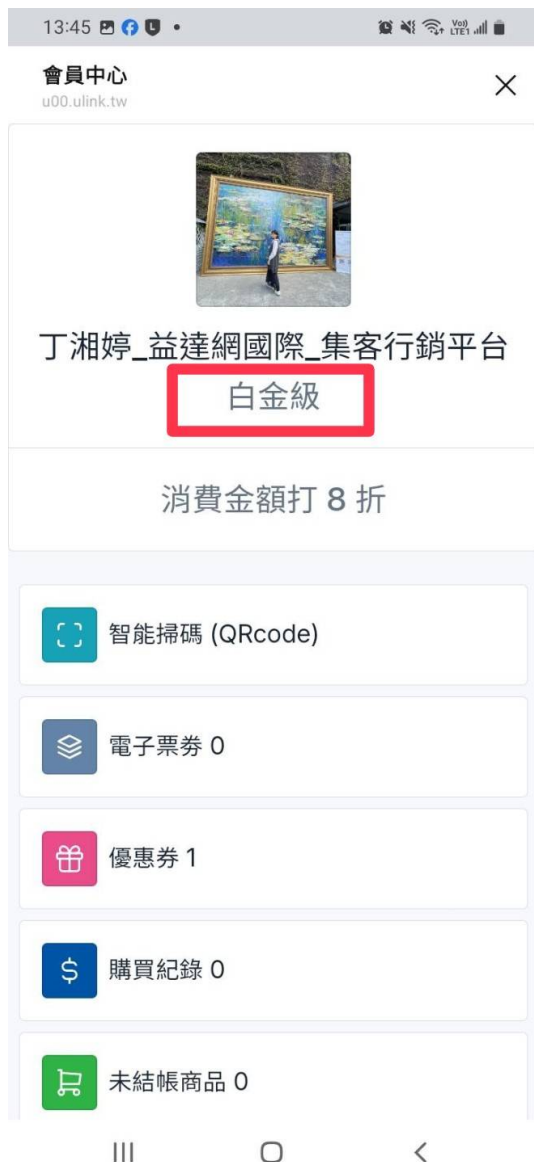 13:45
Vo)) LTE1
會員中心
u00.ulink.tw
丁湘婷_益達網國際_集客行銷平台
白金級
消費金額打 8 折
智能掃碼 (QRcode)
電子票券 0
優惠券 1
購買紀錄 0
未結帳商品 0